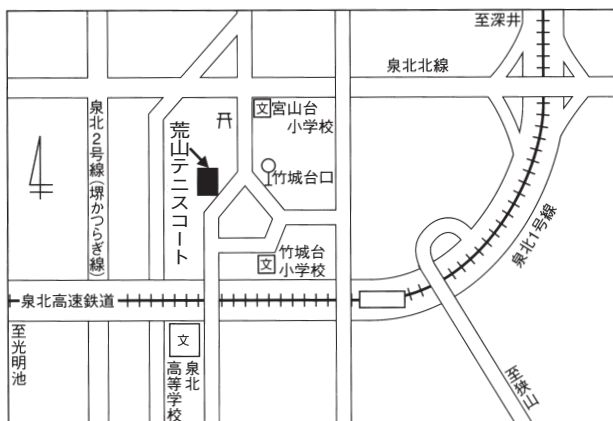 至深井
泉北北線
文
宮山台
小学校
泉北2号線(堺かつらぎ線)
荒山テニスコート
竹城台口
竹城台
小学校
文
泉北1号線
泉北高速鉄道
至光明池
文
泉北
高等学校
至狭山